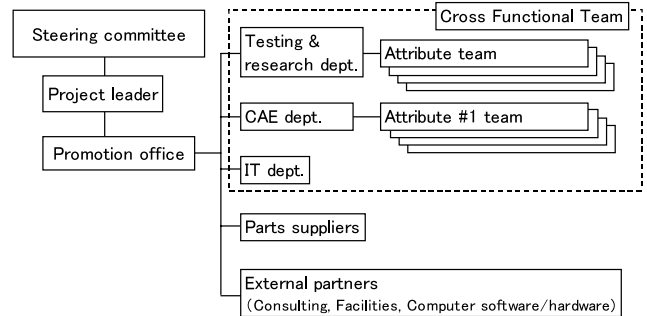 Cross Functional Team
Steering committee
Testing &
research dept.
Attribute team
Project leader
CAE dept.
Attribute #1 team
Promotion office
IT dept.
Parts suppliers
External partners
(Consulting, Facilities, Computer software/hardware)